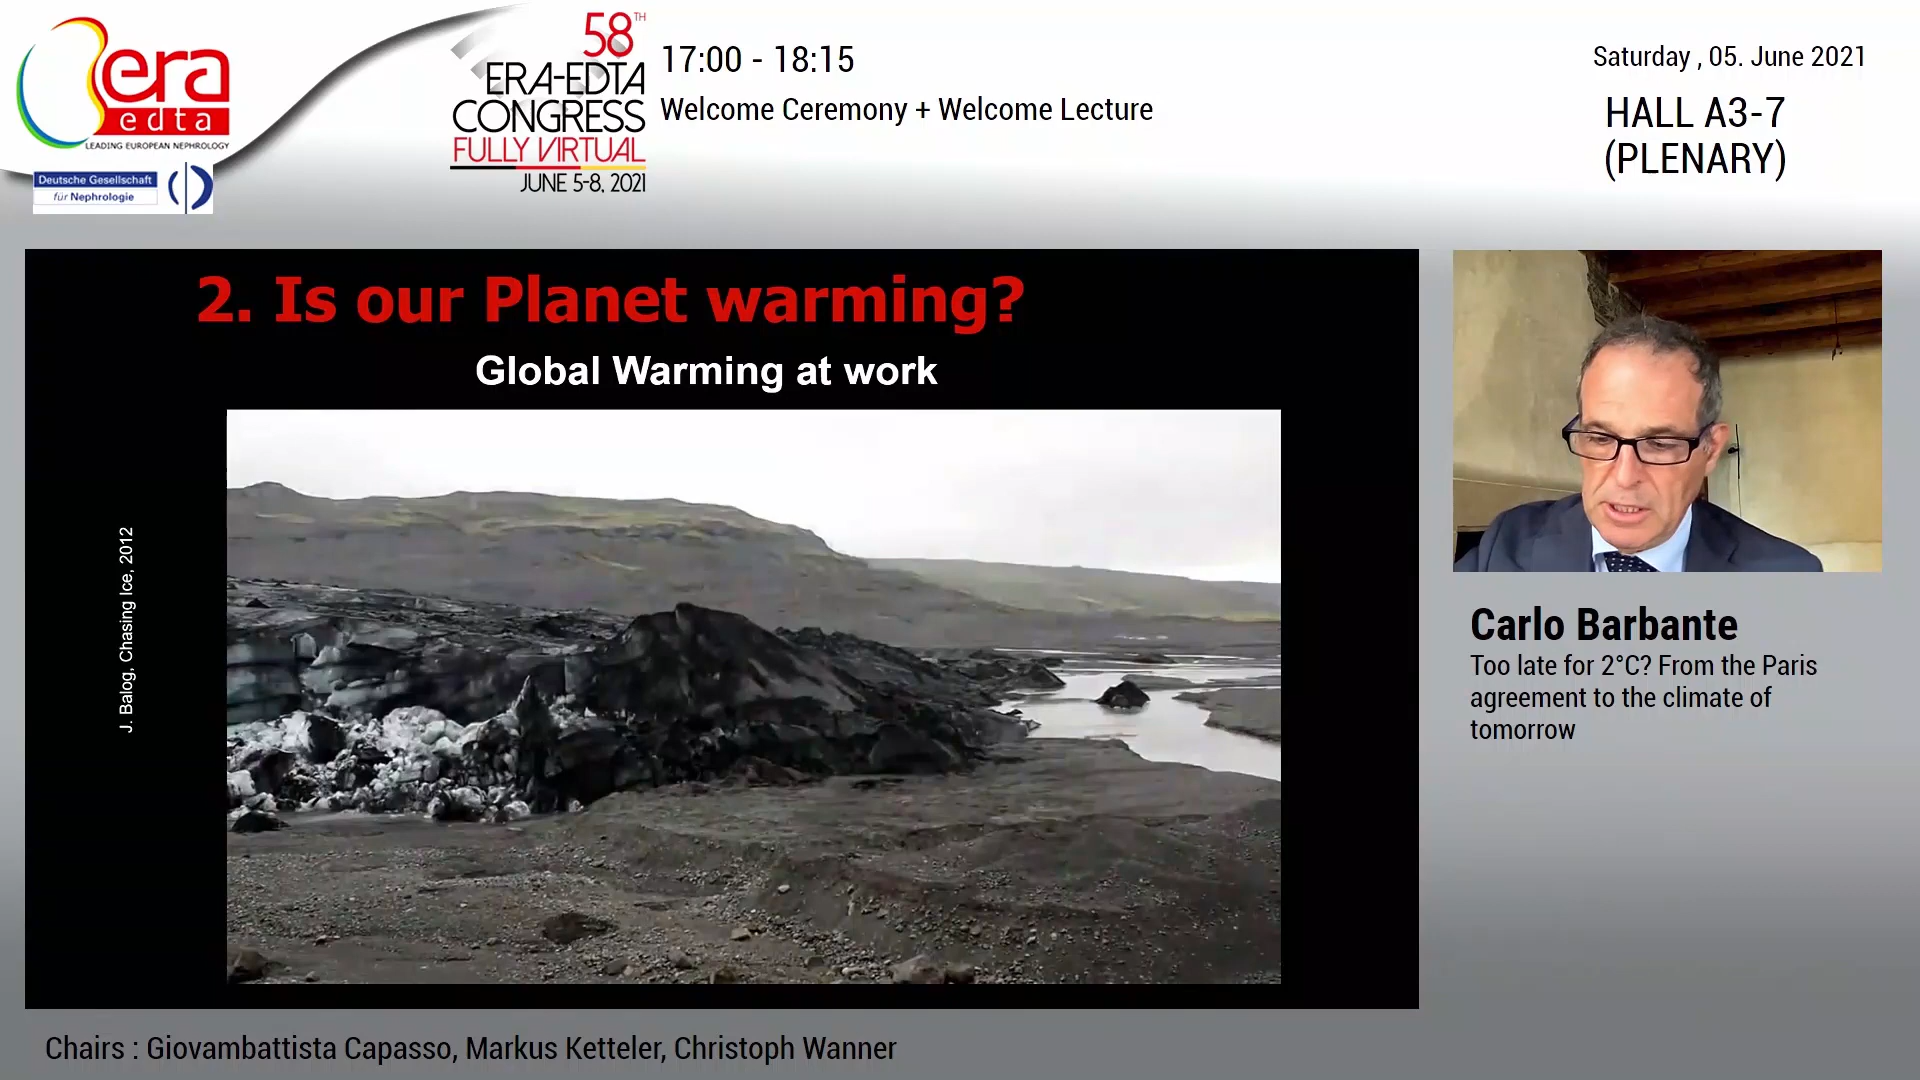 era
edta
LEADING EUROPEAN NEPHROLOGY
Deutsche Gesellschaft
für Nephrologie
58TH
ERA-EDTA
CONGRESS
FULLY VIRTUAL
JUNE 5-8, 2021
17:00 - 18:15
Welcome Ceremony + Welcome Lecture
Saturday , 05. June 2021
HALL A3-7
(PLENARY)
2. Is our Planet warming?
Global Warming at work
J. Balog, Chasing Ice, 2012
Carlo Barbante
Too late for 2°C? From the Paris
agreement to the climate of
tomorrow
Chairs : Giovambattista Capasso, Markus Ketteler, Christoph Wanner